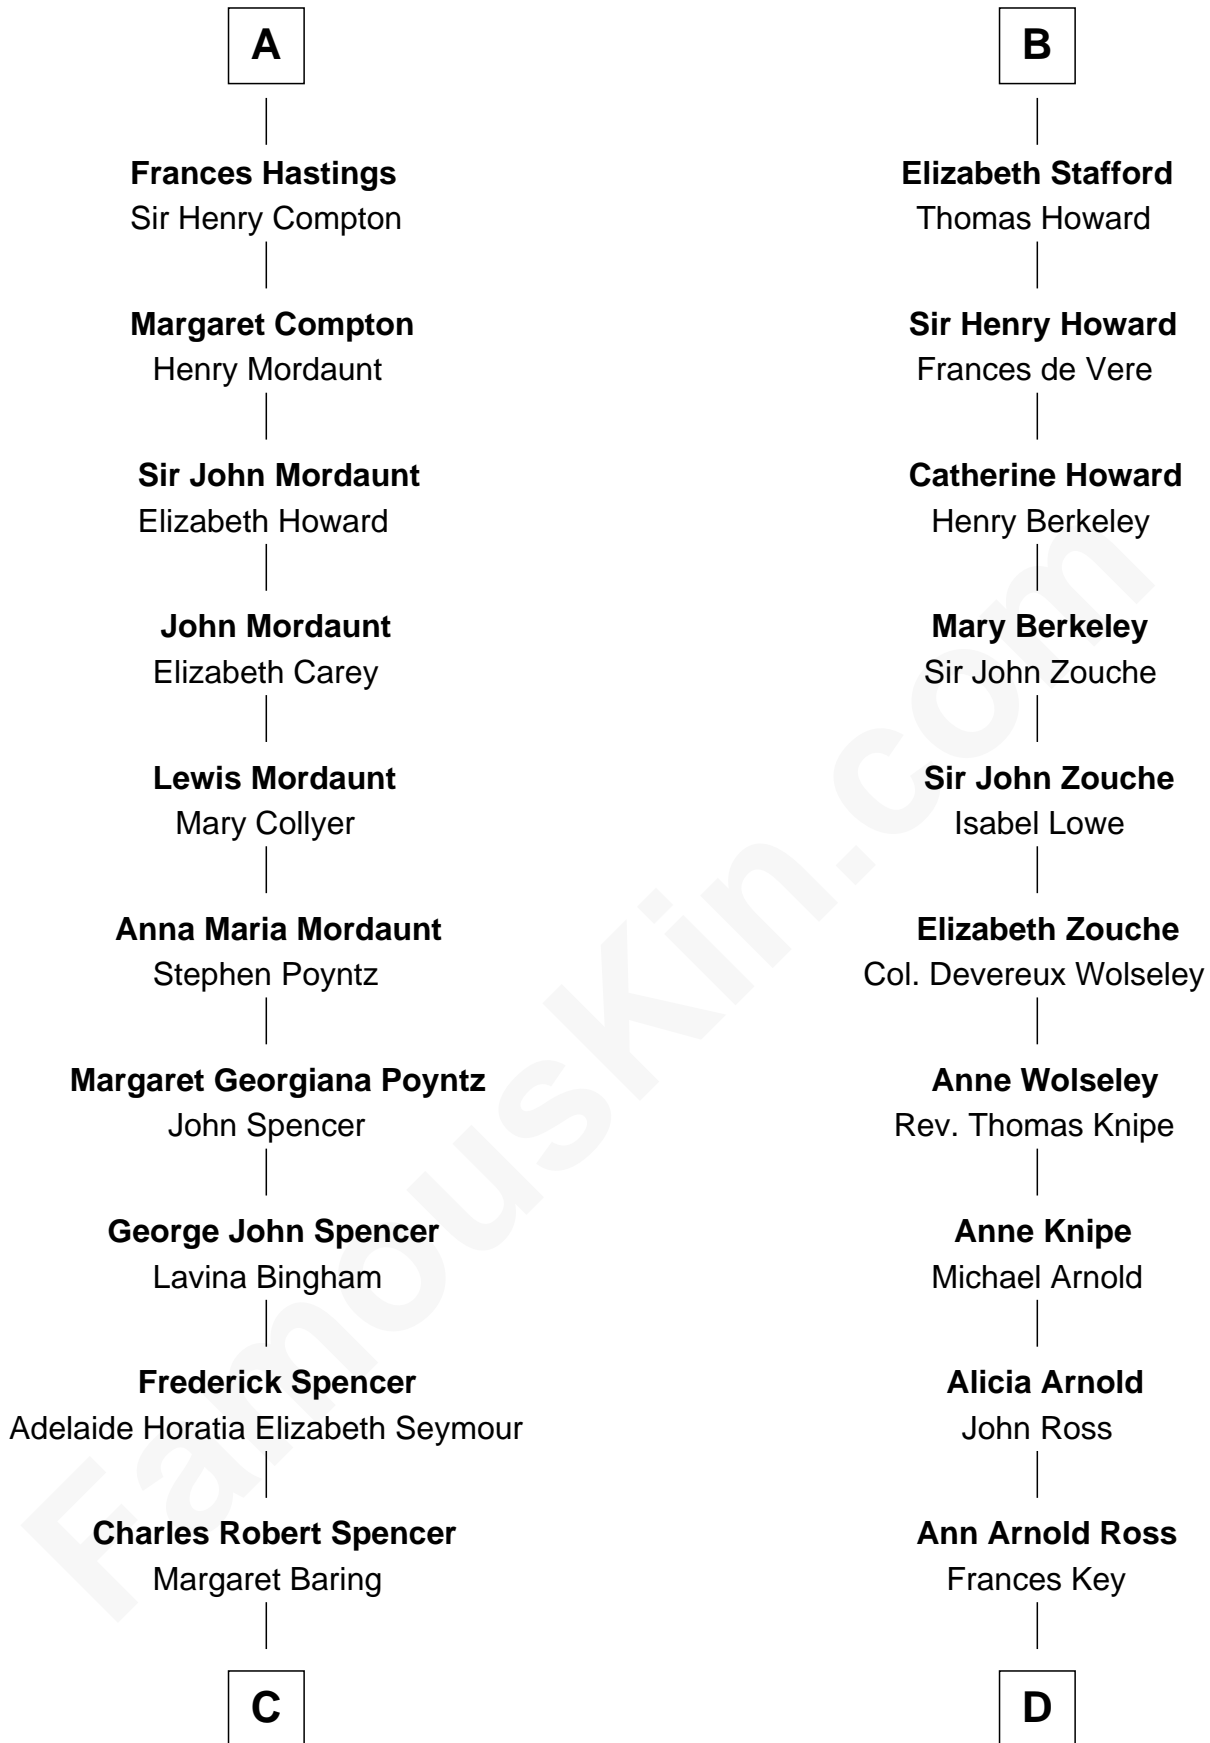 A
Frances Hastings
Sir Henry Compton
Margaret Compton
Henry Mordaunt
Sir John Mordaunt
Elizabeth Howard
John Mordaunt
Elizabeth Carey
Lewis Mordaunt
Mary Collyer
Anna Maria Mordaunt
Stephen Poyntz
Margaret Georgiana Poyntz
John Spencer
George John Spencer
Lavina Bingham
Frederick Spencer
Adelaide Horatia Elizabeth Seymour
Charles Robert Spencer
Margaret Baring
C
B
Elizabeth Stafford
Thomas Howard
Sir Henry Howard
Frances de Vere
Catherine Howard
Henry Berkeley
Mary Berkeley
Sir John Zouche
Sir John Zouche
Isabel Lowe
Elizabeth Zouche
Col. Devereux Wolseley
Anne Wolseley
Rev. Thomas Knipe
Anne Knipe
Michael Arnold
Alicia Arnold
John Ross
Ann Arnold Ross
Frances Key
D
FamousKin.com